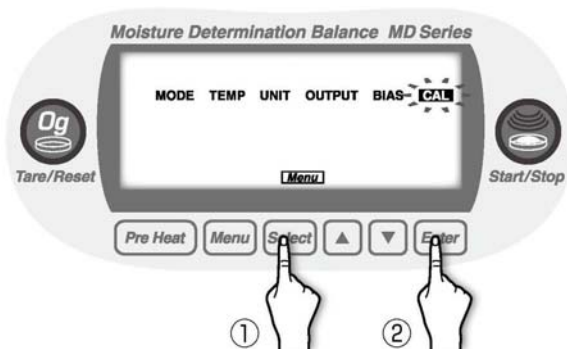 Moisture Determination Balance MD Series
MODE TEMP UNIT OUTPUT BIAS CAL
Menu
0g
Tare/Reset
Start/Stop
Pre Heat Menu Select ▲ ▼ Enter
① ②